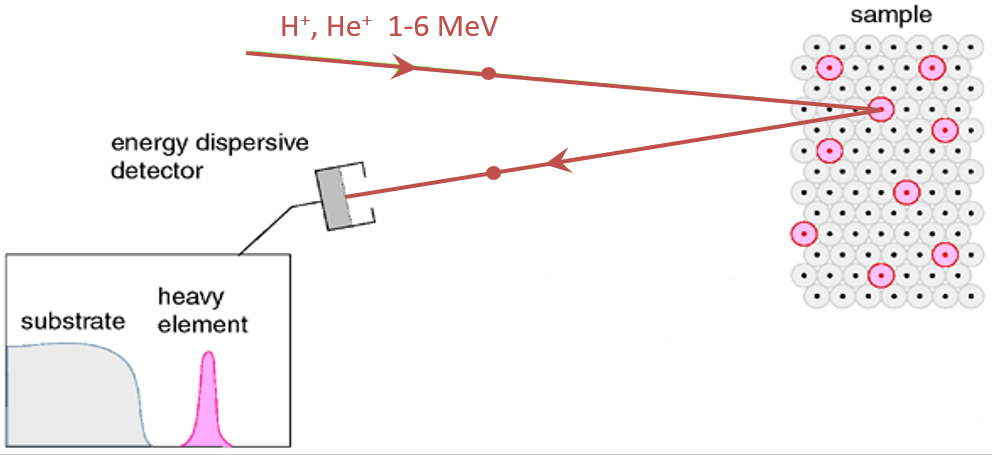 H⁺, He⁺ 1-6 MeV
sample
energy dispersive
detector
heavy
element
substrate